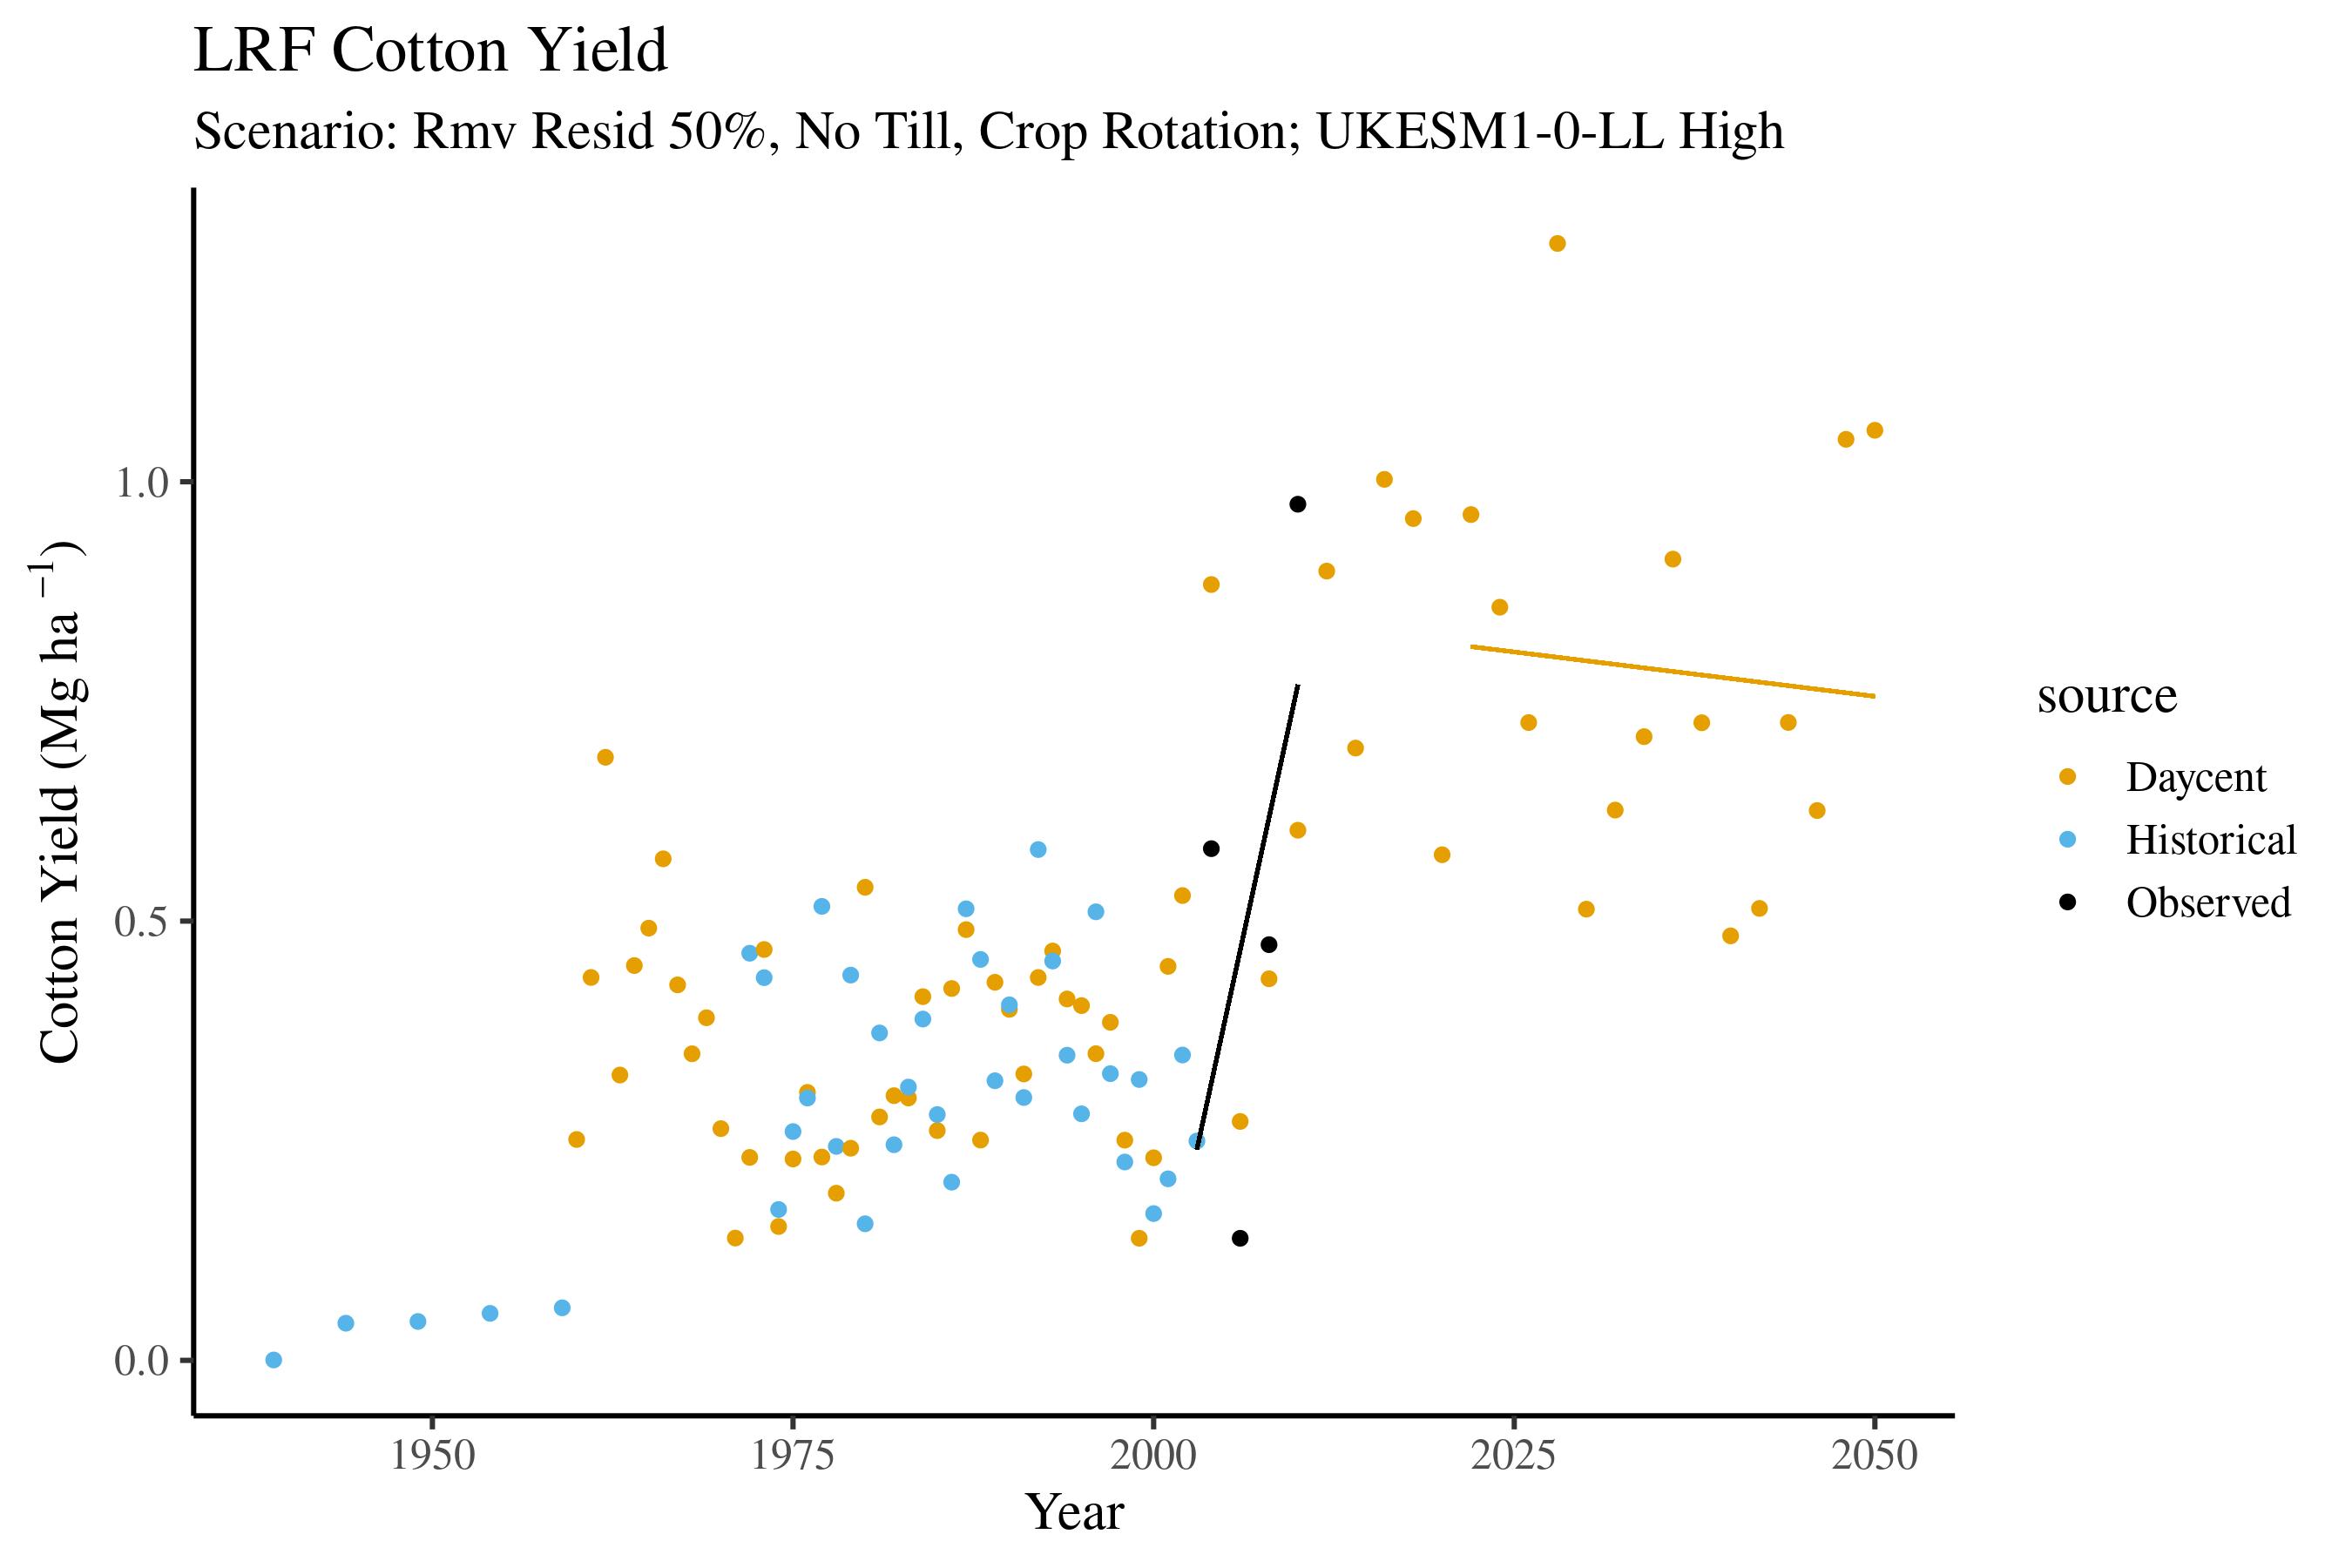 LRF Cotton Yield
Scenario: Rmv Resid 50%, No Till, Crop Rotation; UKESM1-0-LL High
Cotton Yield (Mg ha⁻¹)
1.0
0.5
0.0
1950 1975 2000 2025 2050
Year
source
Daycent
Historical
Observed